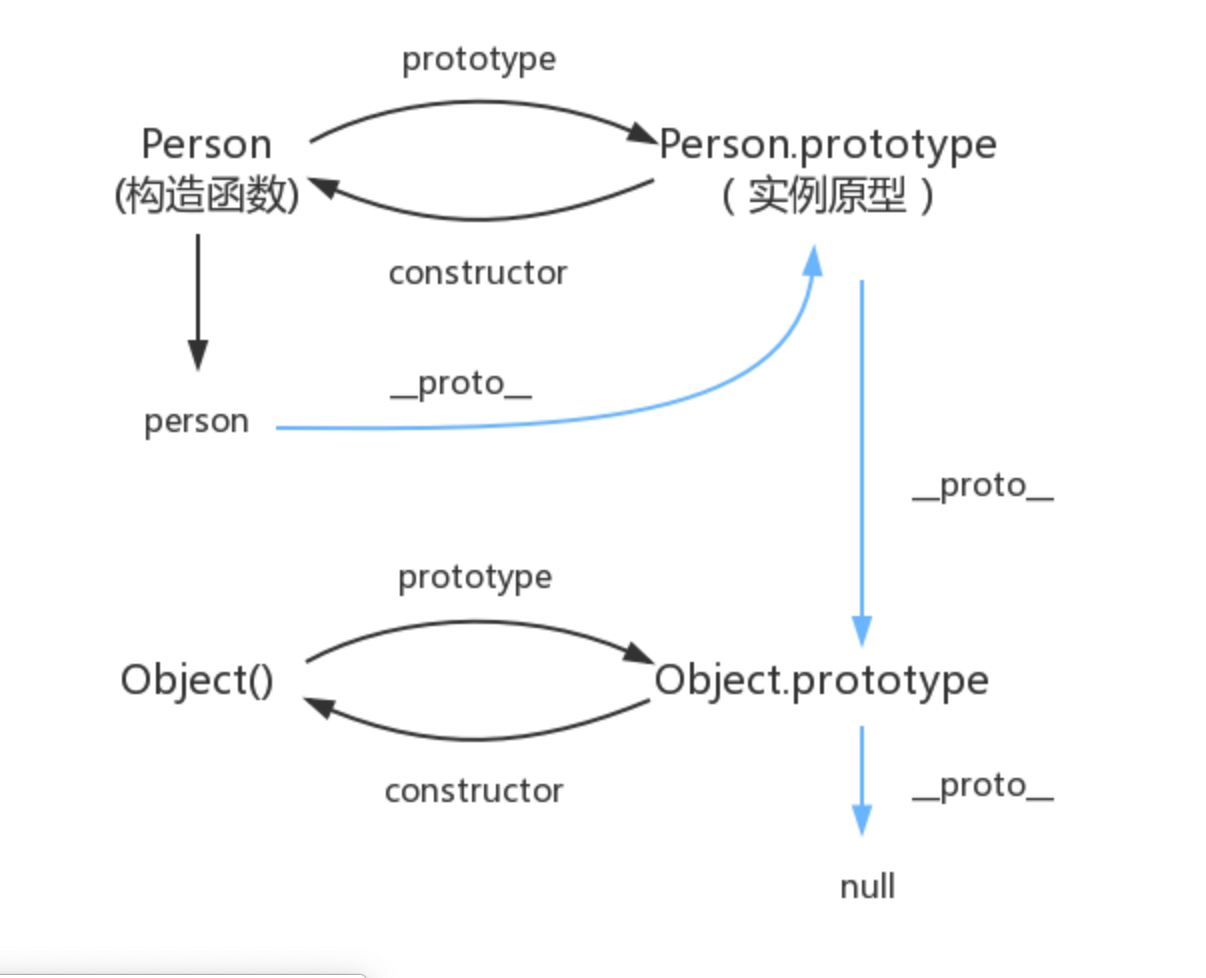 prototype
Person
Person.prototype
(构造函数)
( 实例原型 )
constructor
__proto__
person
__proto__
prototype
Object()
Object.prototype
constructor
__proto__
null